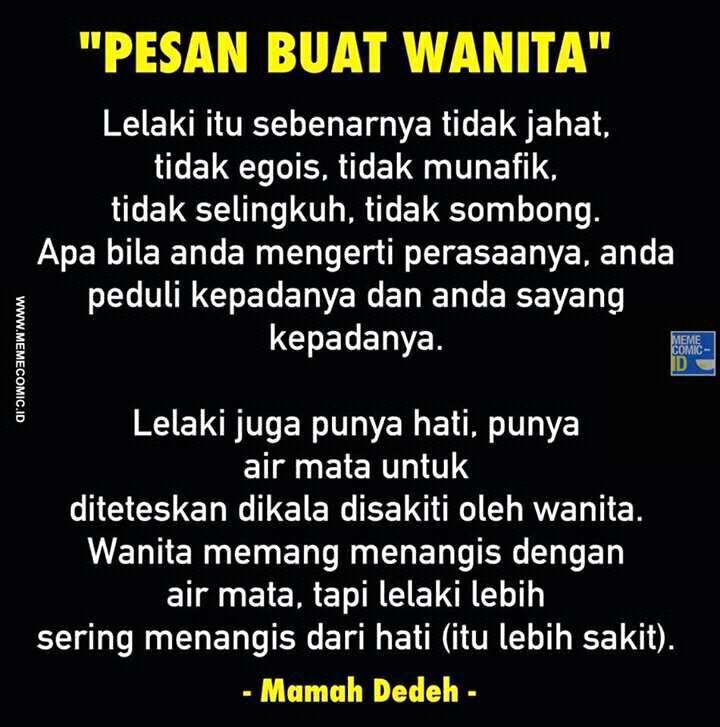 "PESAN BUAT WANITA"
Lelaki itu sebenarnya tidak jahat,
tidak egois, tidak munafik,
tidak selingkuh, tidak sombong.
Apa bila anda mengerti perasaanya, anda
peduli kepadanya dan anda sayang
kepadanya.
Lelaki juga punya hati, punya
air mata untuk
diteteskan dikala disakiti oleh wanita.
Wanita memang menangis dengan
air mata, tapi lelaki lebih
sering menangis dari hati (itu lebih sakit).
- Mamah Dedeh -
WWW.MEMECOMIC.ID
MEME
COMIC-
ID